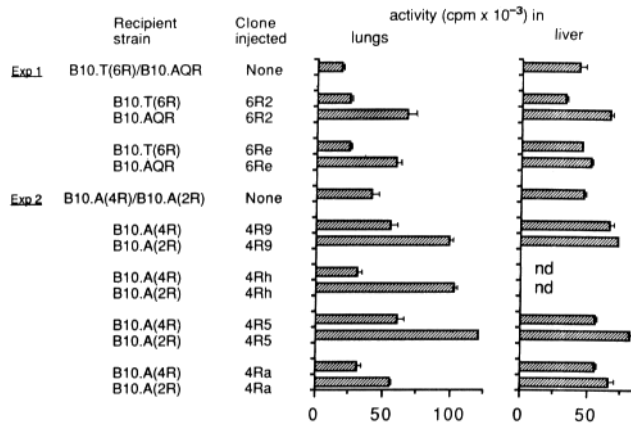 activity (cpm x 10⁻³) in
Recipient strain Clone injected lungs liver
Exp 1 B10.T(6R)/B10.AQR None
B10.T(6R) 6R2
B10.AQR 6R2
B10.T(6R) 6Re
B10.AQR 6Re
Exp 2 B10.A(4R)/B10.A(2R) None
B10.A(4R) 4R9
B10.A(2R) 4R9
B10.A(4R) 4Rh nd
B10.A(2R) 4Rh nd
B10.A(4R) 4R5
B10.A(2R) 4R5
B10.A(4R) 4Ra
B10.A(2R) 4Ra
0 50 100 0 50